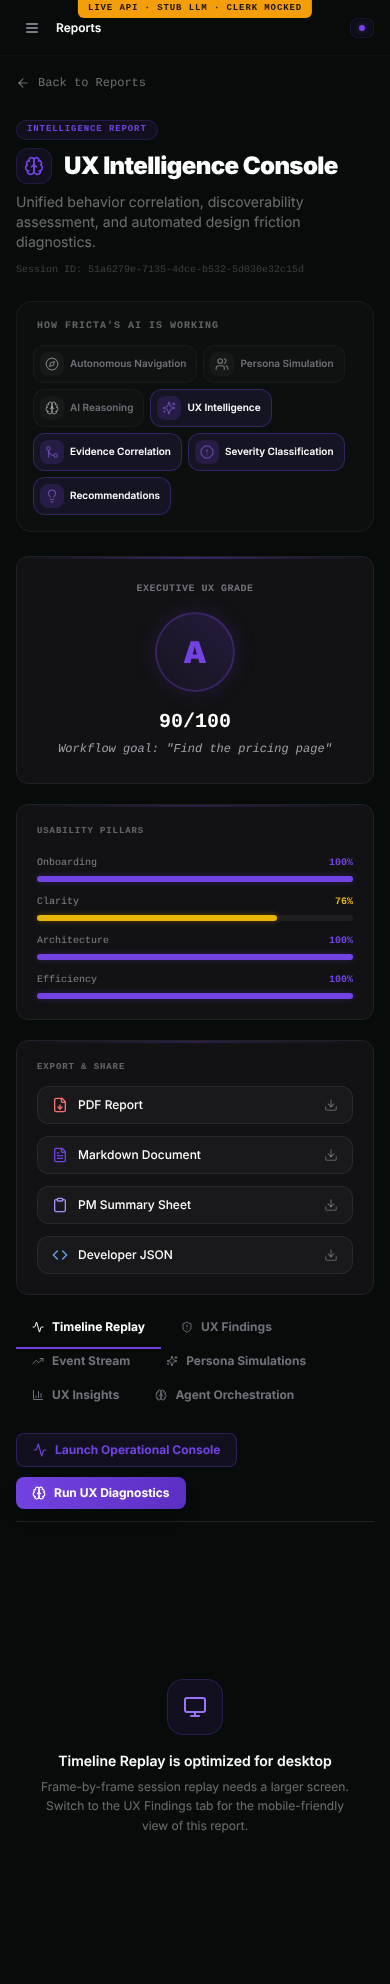 LIVE API · STUB LLM · CLERK MOCKED
Reports
Back to Reports
INTELLIGENCE REPORT
UX Intelligence Console
Unified behavior correlation, discoverability
assessment, and automated design friction
diagnostics.
Session ID: 51a6279e-7135-4dce-b532-5d030e32c15d
HOW FRICTA'S AI IS WORKING
Autonomous Navigation
Persona Simulation
AI Reasoning
UX Intelligence
Evidence Correlation
Severity Classification
Recommendations
EXECUTIVE UX GRADE
A
90/100
Workflow goal: "Find the pricing page"
USABILITY PILLARS
Onboarding 100%
Clarity 76%
Architecture 100%
Efficiency 100%
EXPORT & SHARE
PDF Report
Markdown Document
PM Summary Sheet
Developer JSON
Timeline Replay
UX Findings
Event Stream
Persona Simulations
UX Insights
Agent Orchestration
Launch Operational Console
Run UX Diagnostics
Timeline Replay is optimized for desktop
Frame-by-frame session replay needs a larger screen.
Switch to the UX Findings tab for the mobile-friendly
view of this report.